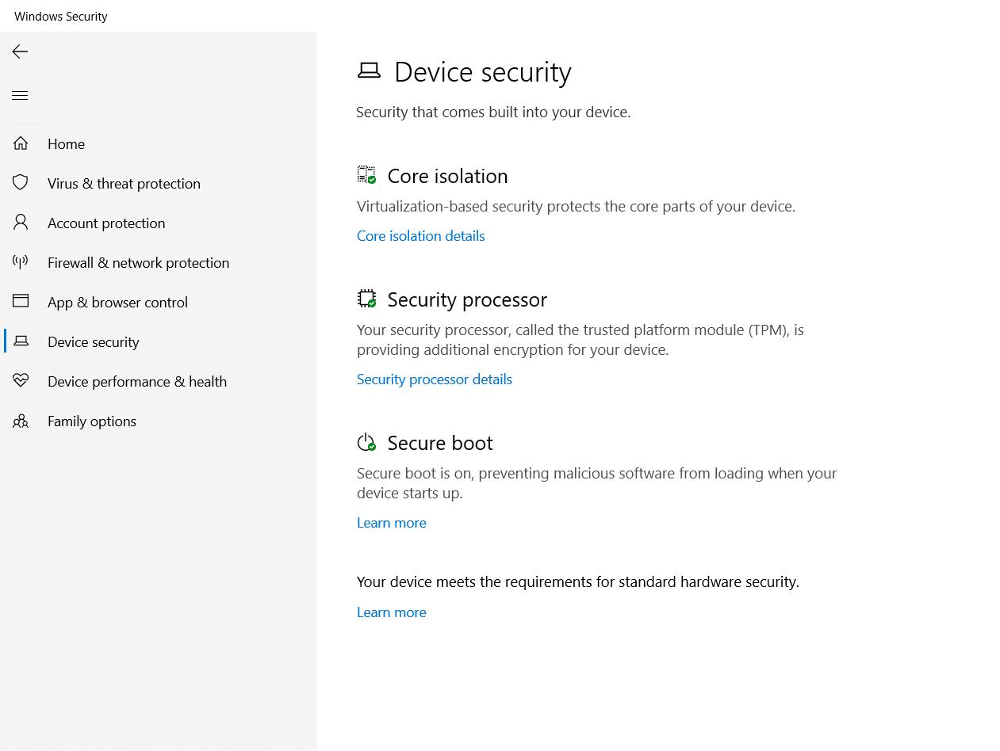 Windows Security
Home
Virus & threat protection
Account protection
Firewall & network protection
App & browser control
Device security
Device performance & health
Family options
Device security
Security that comes built into your device.
Core isolation
Virtualization-based security protects the core parts of your device.
Core isolation details
Security processor
Your security processor, called the trusted platform module (TPM), is
providing additional encryption for your device.
Security processor details
Secure boot
Secure boot is on, preventing malicious software from loading when your
device starts up.
Learn more
Your device meets the requirements for standard hardware security.
Learn more